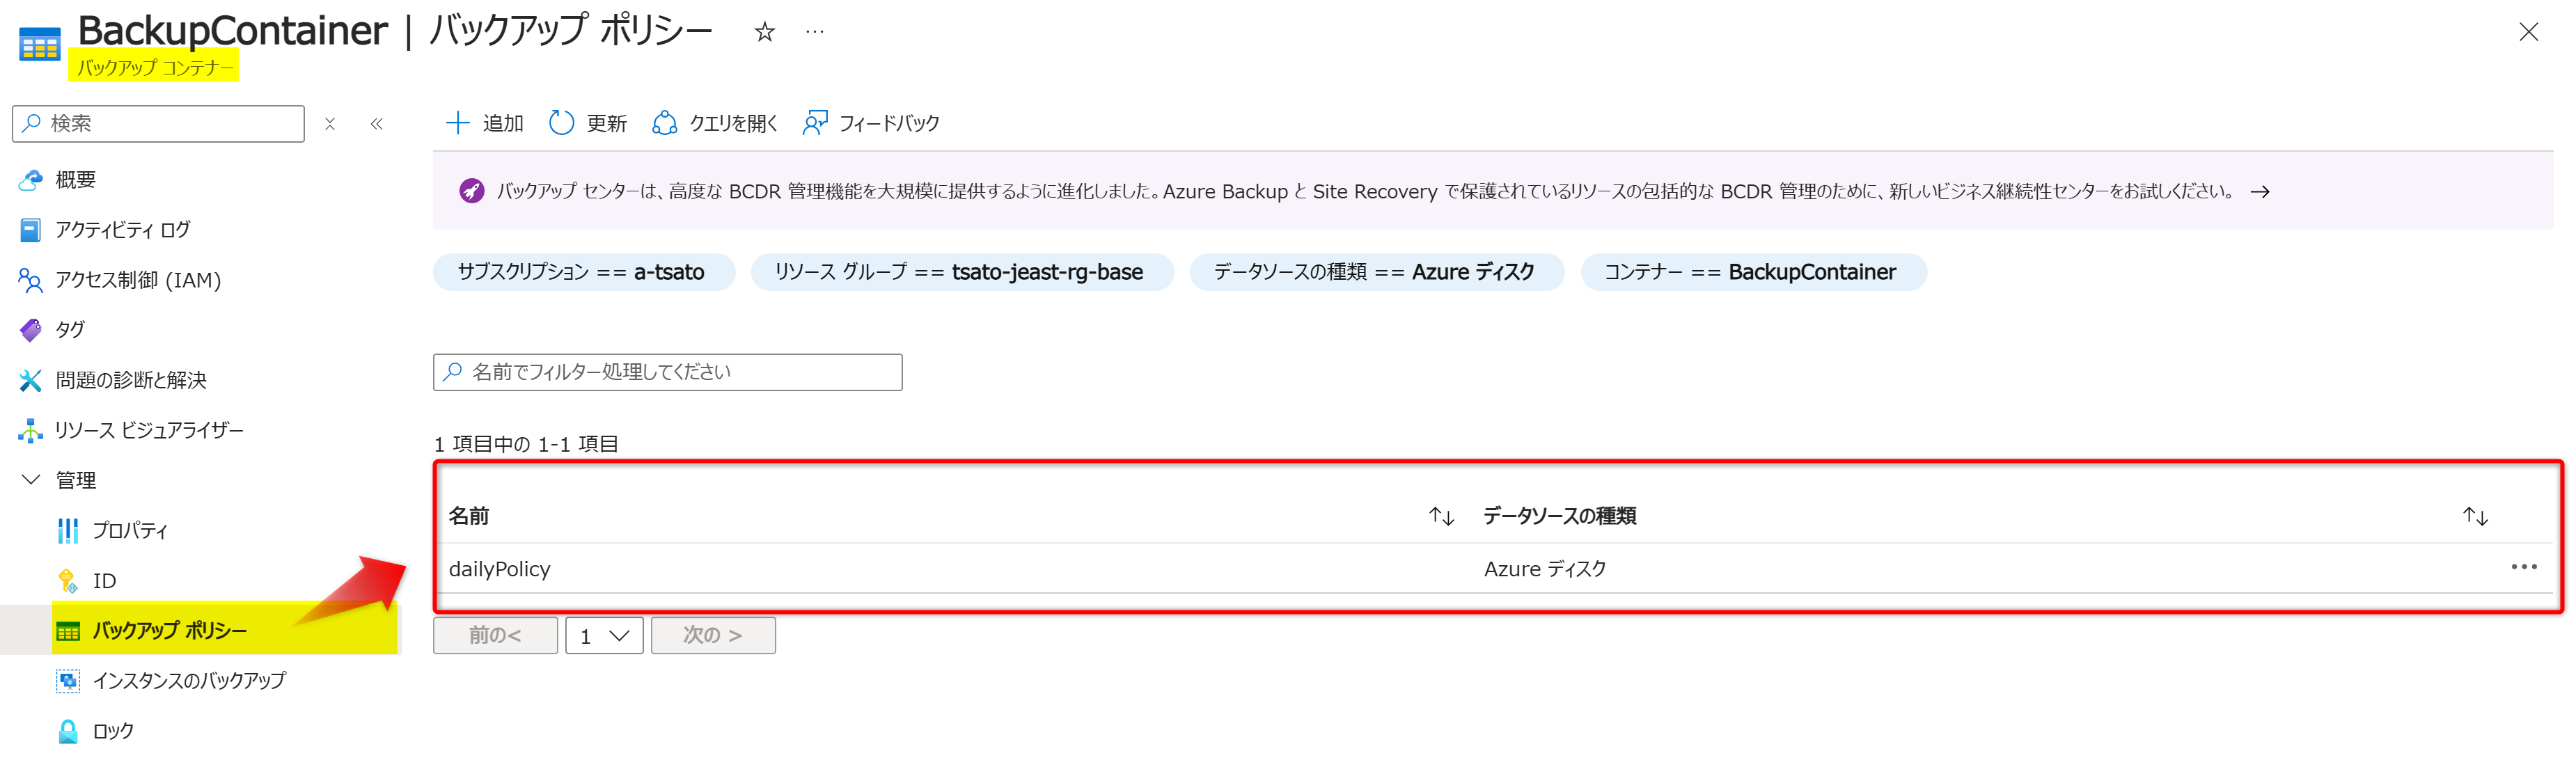 BackupContainer | バックアップ ポリシー ☆ …
バックアップ コンテナー
検索
概要
アクティビティ ログ
アクセス制御 (IAM)
タグ
問題の診断と解決
リソース ビジュアライザー
管理
プロパティ
ID
バックアップ ポリシー
インスタンスのバックアップ
ロック
追加 更新 クエリを開く フィードバック
バックアップ センターは、高度な BCDR 管理機能を大規模に提供するように進化しました。Azure Backup と Site Recovery で保護されているリソースの包括的な BCDR 管理のために、新しいビジネス継続性センターをお試しください。 →
サブスクリプション == a-tsato リソース グループ == tsato-jeast-rg-base データソースの種類 == Azure ディスク コンテナー == BackupContainer
名前でフィルター処理してください
1 項目中の 1-1 項目
名前 ↑↓ データソースの種類 ↑↓
dailyPolicy Azure ディスク •••
前の< 1 次の >